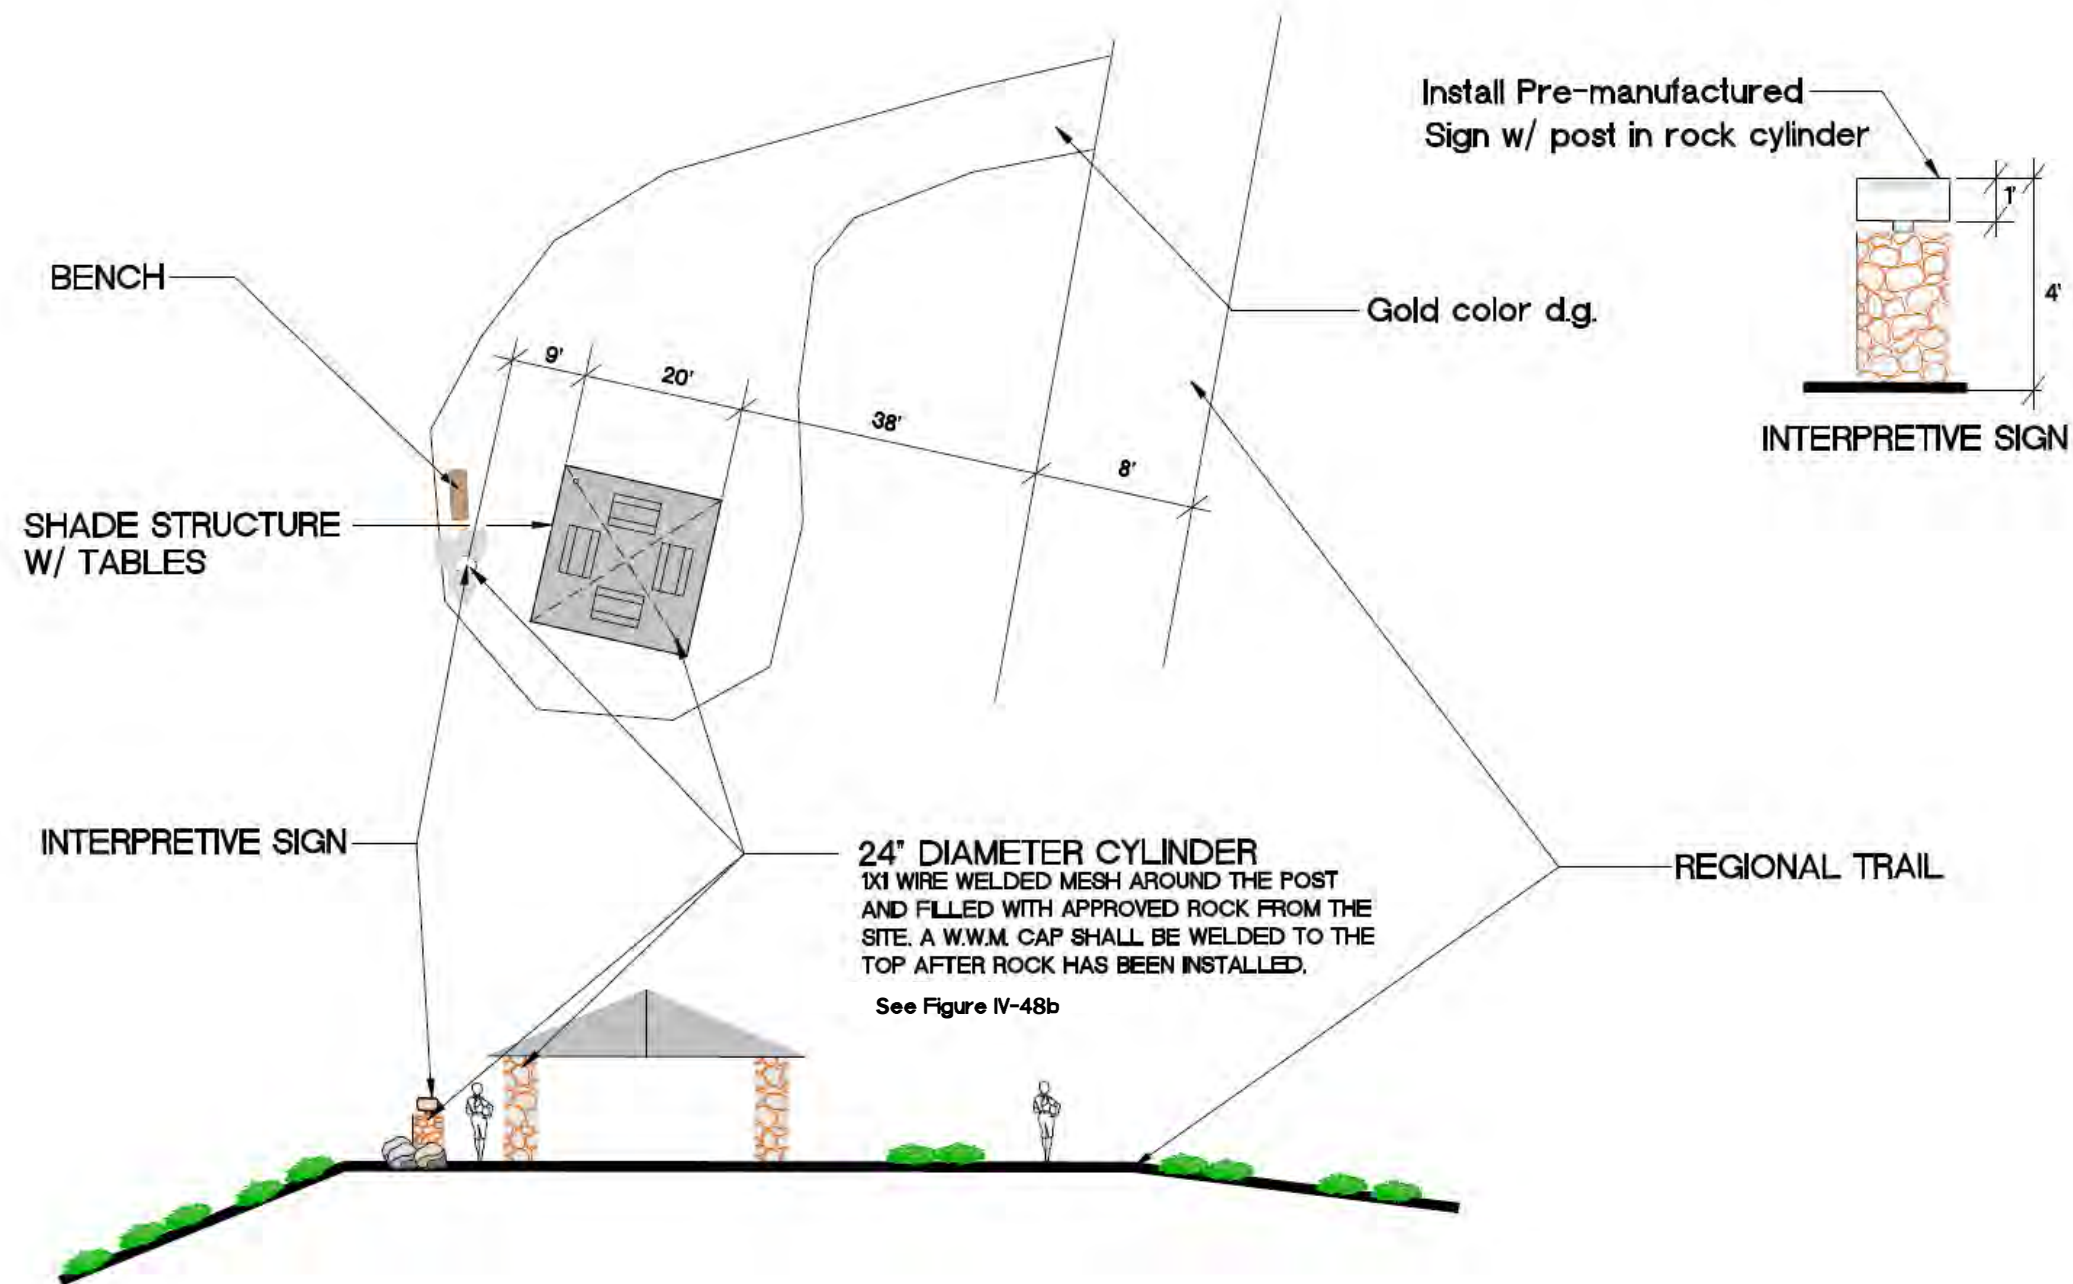 Install Pre-manufactured
Sign w/ post in rock cylinder
1'
4'
INTERPRETIVE SIGN
BENCH
Gold color d.g.
9'
20'
38'
8'
SHADE STRUCTURE
W/ TABLES
INTERPRETIVE SIGN
24" DIAMETER CYLINDER
1X1 WIRE WELDED MESH AROUND THE POST
AND FILLED WITH APPROVED ROCK FROM THE
SITE. A W.W.M. CAP SHALL BE WELDED TO THE
TOP AFTER ROCK HAS BEEN INSTALLED.
See Figure IV-48b
REGIONAL TRAIL